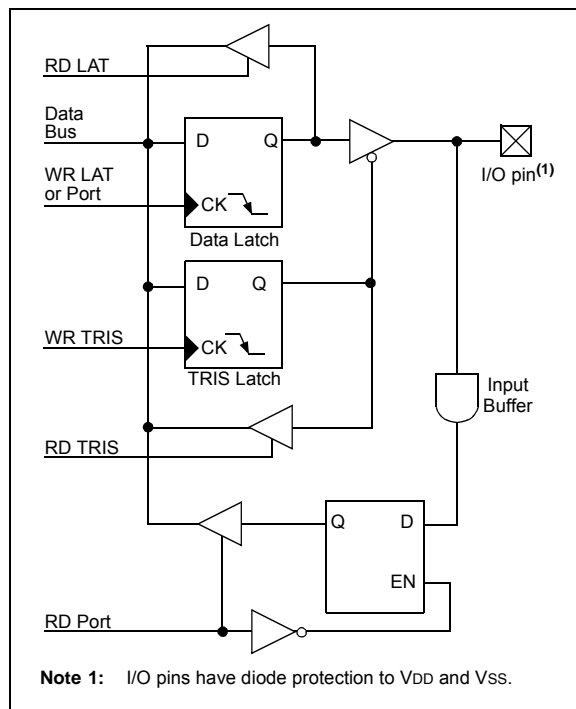 RD LAT
Data
Bus
D Q
WR LAT
or Port
CK
Data Latch
I/O pin(1)
D Q
WR TRIS
CK
TRIS Latch
Input
Buffer
RD TRIS
Q D
EN
RD Port
Note 1: I/O pins have diode protection to VDD and VSS.